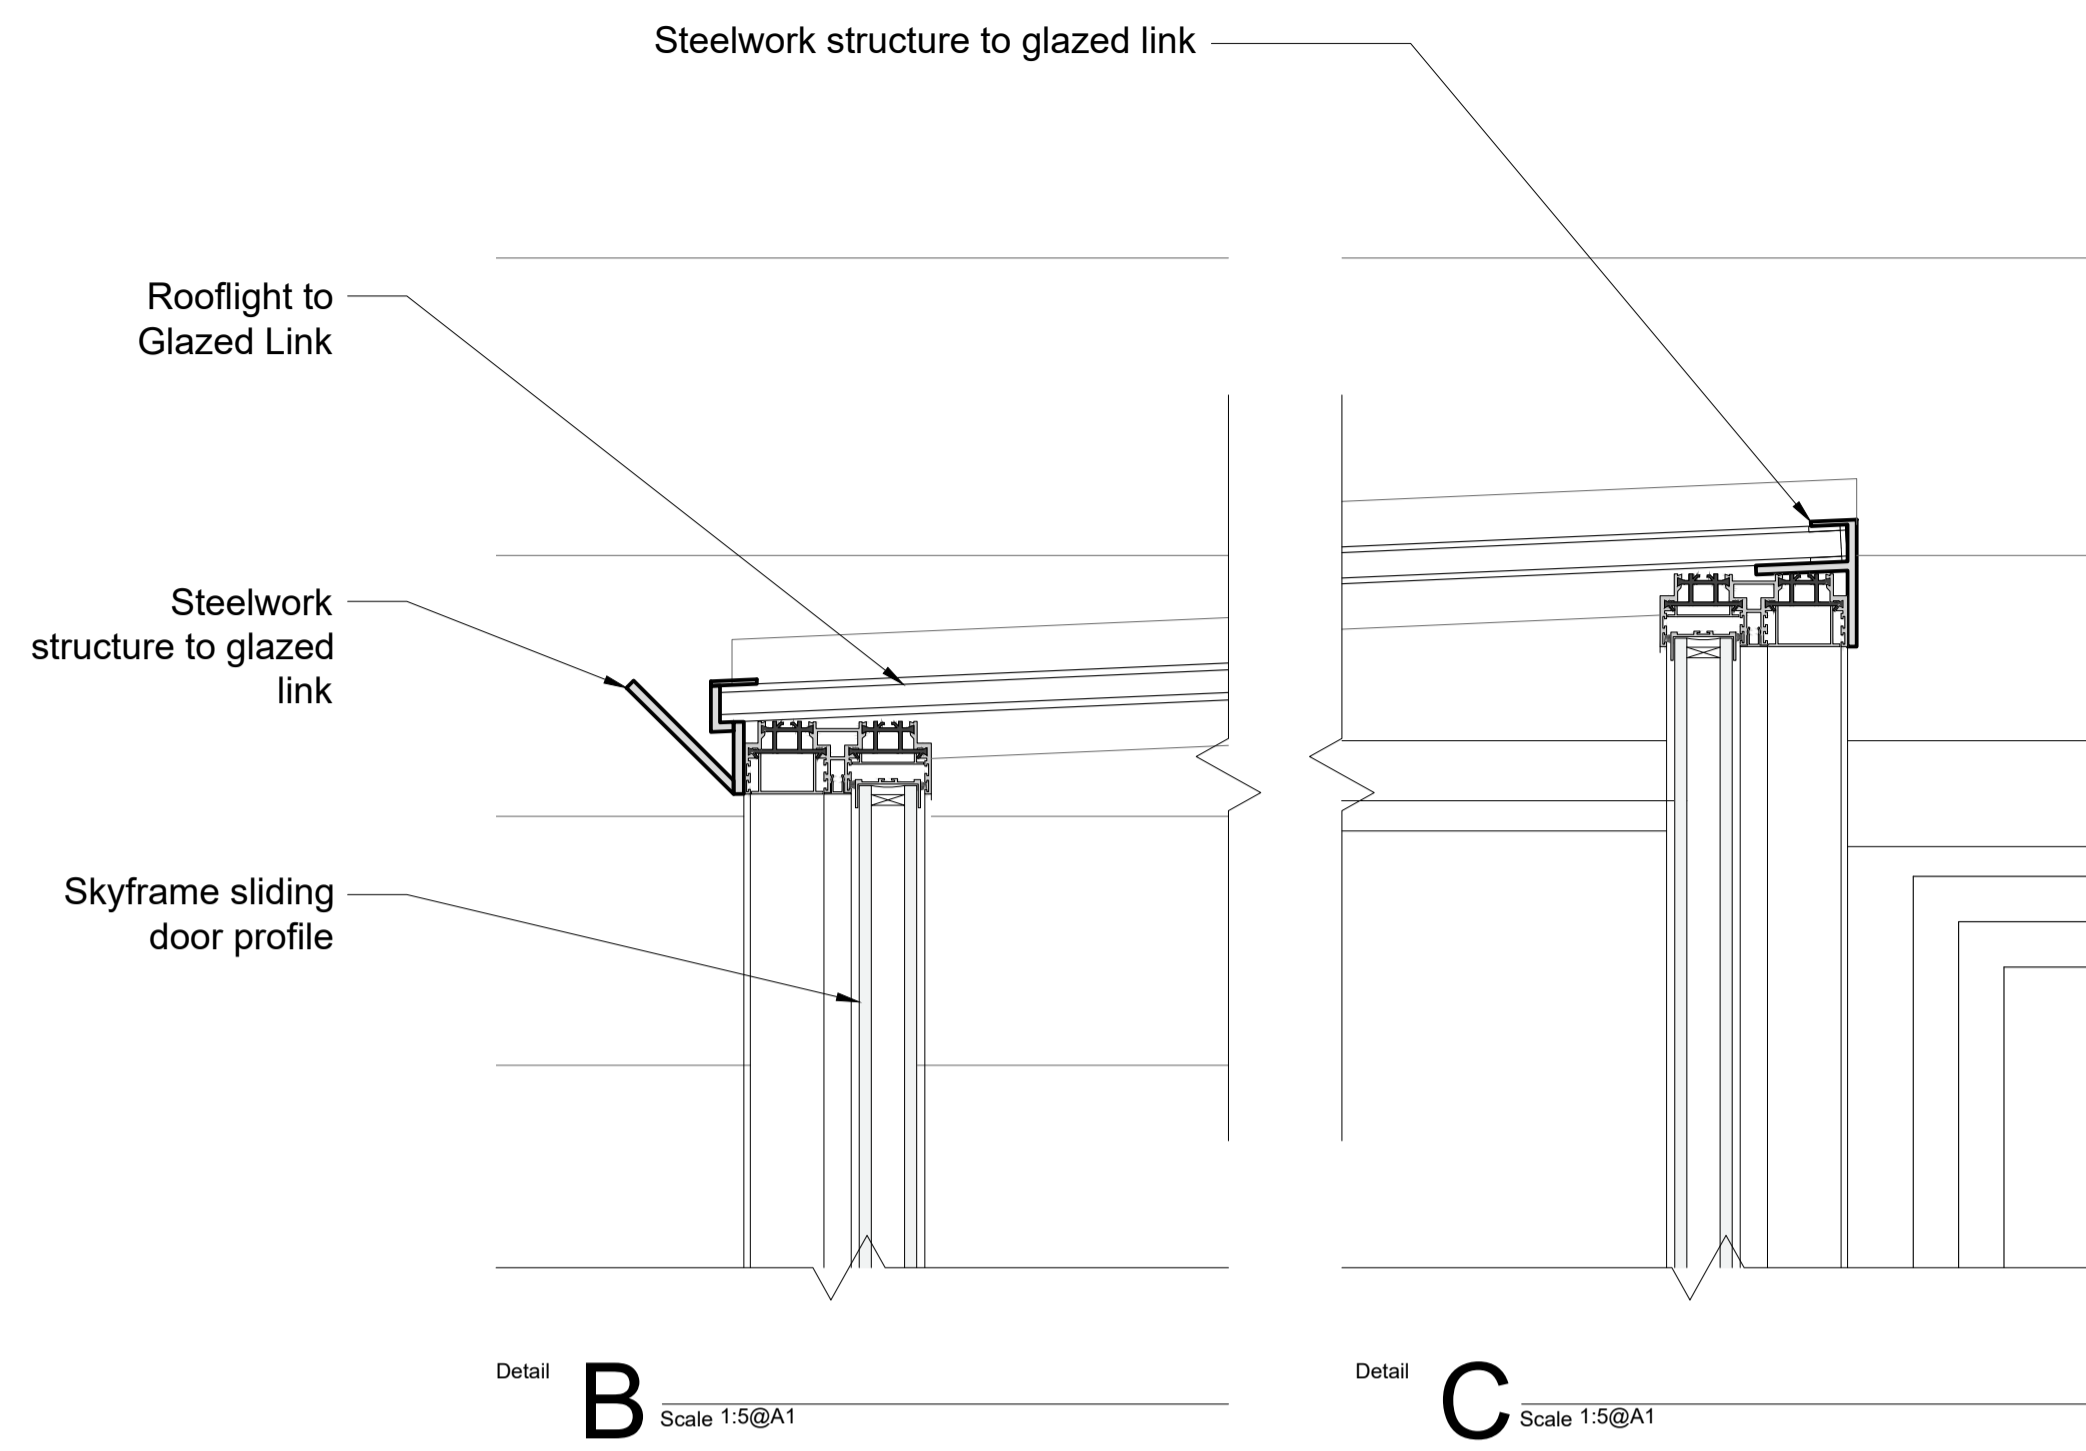 Steelwork structure to glazed link
Rooflight to
Glazed Link
Steelwork
structure to glazed
link
Skyframe sliding
door profile
Detail B
Scale 1:5@A1
Detail C
Scale 1:5@A1